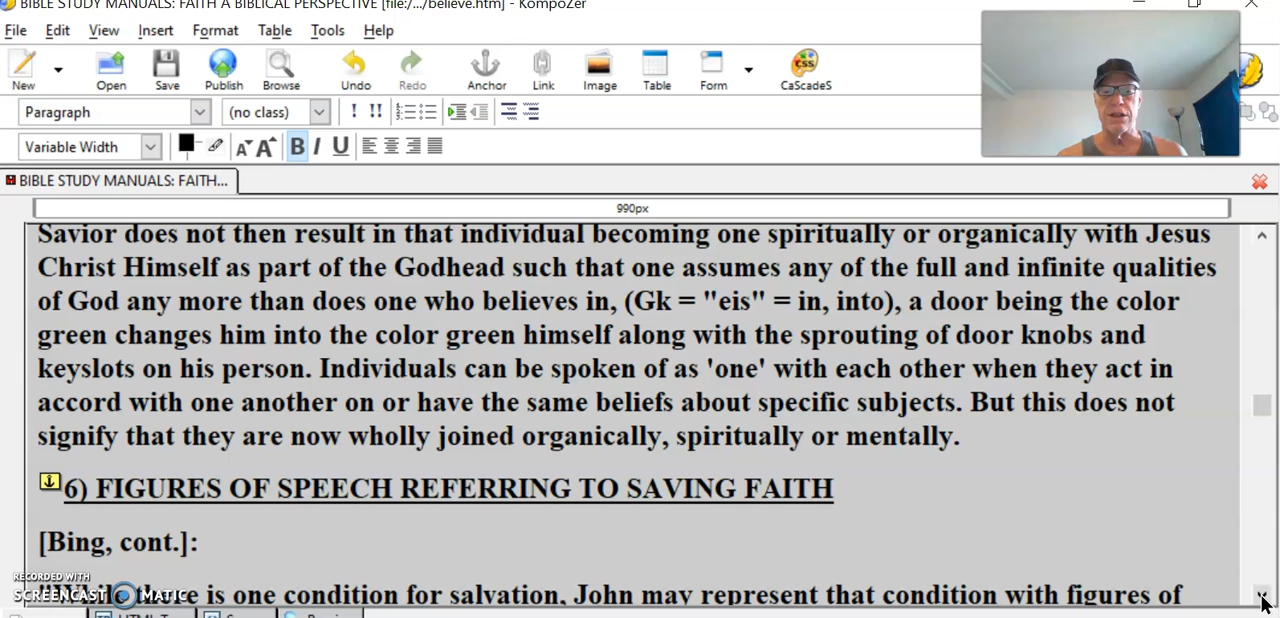 BIBLE STUDY MANUALS: FAITH A BIBLICAL PERSPECTIVE [file:/.../believe.htm] - KompoZer
File Edit View Insert Format Table Tools Help
New Open Save Publish Browse Undo Redo Anchor Link Image Table Form CaScadeS
Paragraph (no class) ! !!
Variable Width A A B I U
BIBLE STUDY MANUALS: FAITH...
990px
Savior does not then result in that individual becoming one spiritually or organically with Jesus
Christ Himself as part of the Godhead such that one assumes any of the full and infinite qualities
of God any more than does one who believes in, (Gk = "eis" = in, into), a door being the color
green changes him into the color green himself along with the sprouting of door knobs and
keyslots on his person. Individuals can be spoken of as 'one' with each other when they act in
accord with one another on or have the same beliefs about specific subjects. But this does not
signify that they are now wholly joined organically, spiritually or mentally.
6) FIGURES OF SPEECH REFERRING TO SAVING FAITH
[Bing, cont.]:
"While there is one condition for salvation, John may represent that condition with figures of
RECORDED WITH
SCREENCAST MATIC